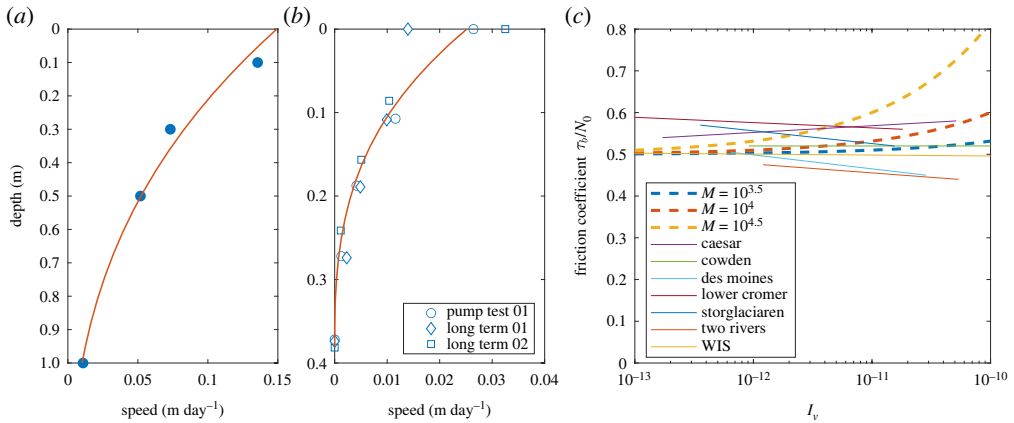 (a)
0
0.1
0.2
0.3
0.4
0.5
0.6
0.7
0.8
0.9
1.0
depth (m)
0
0.05
0.10
0.15
speed (m day⁻¹)
(b)
0
0.1
0.2
0.3
0.4
pump test 01
long term 01
long term 02
0
0.01
0.02
0.03
0.04
speed (m day⁻¹)
(c)
0.8
0.7
0.6
0.5
0.4
0.3
0.2
0.1
0
friction coefficient τb/N0
M = 10^3.5
M = 10^4
M = 10^4.5
caesar
cowden
des moines
lower cromer
storglaciaren
two rivers
WIS
10⁻¹³
10⁻¹²
10⁻¹¹
10⁻¹⁰
Iv